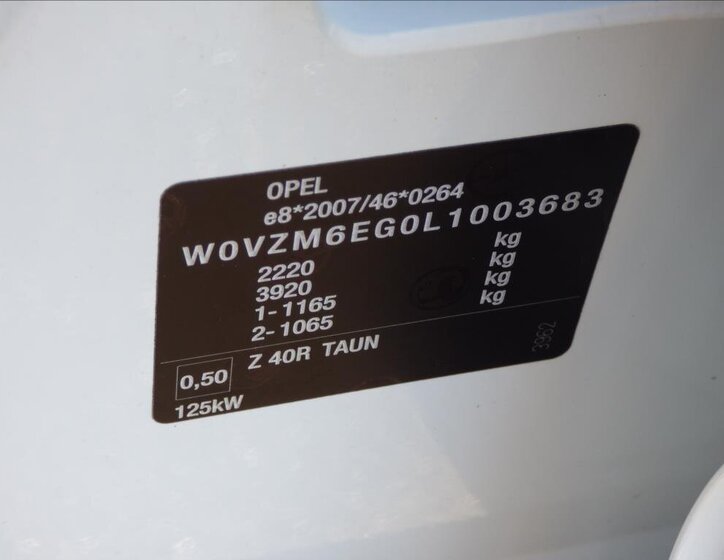 OPEL
e8*2007/46*0264
W0VZM6EG0L1003683
2220 kg
3920 kg
1-1165 kg
2-1065 kg
Z 40R TAUN
0,50
125kW
3962